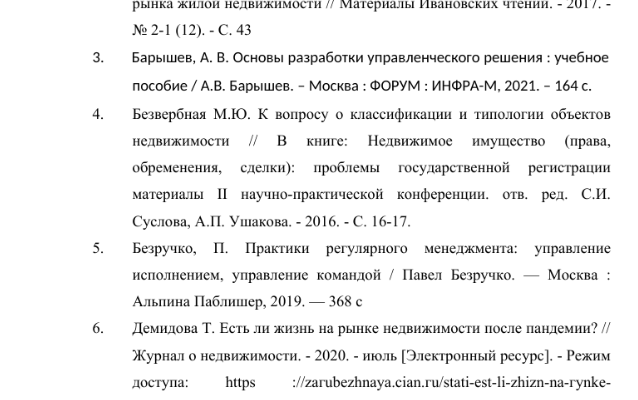 рынка жилой недвижимости // Материалы Ивановских чтений. - 2017. -
№ 2-1 (12). - С. 43
3. Барышев, А. В. Основы разработки управленческого решения : учебное
пособие / А.В. Барышев. – Москва : ФОРУМ : ИНФРА-М, 2021. – 164 с.
4. Безвербная М.Ю. К вопросу о классификации и типологии объектов
недвижимости // В книге: Недвижимое имущество (права,
обременения, сделки): проблемы государственной регистрации
материалы II научно-практической конференции. отв. ред. С.И.
Суслова, А.П. Ушакова. - 2016. - С. 16-17.
5. Безручко, П. Практики регулярного менеджмента: управление
исполнением, управление командой / Павел Безручко. — Москва :
Альпина Паблишер, 2019. — 368 с
6. Демидова Т. Есть ли жизнь на рынке недвижимости после пандемии? //
Журнал о недвижимости. - 2020. - июль [Электронный ресурс]. - Режим
доступа: https ://zarubezhnaya.cian.ru/stati-est-li-zhizn-na-rynke-